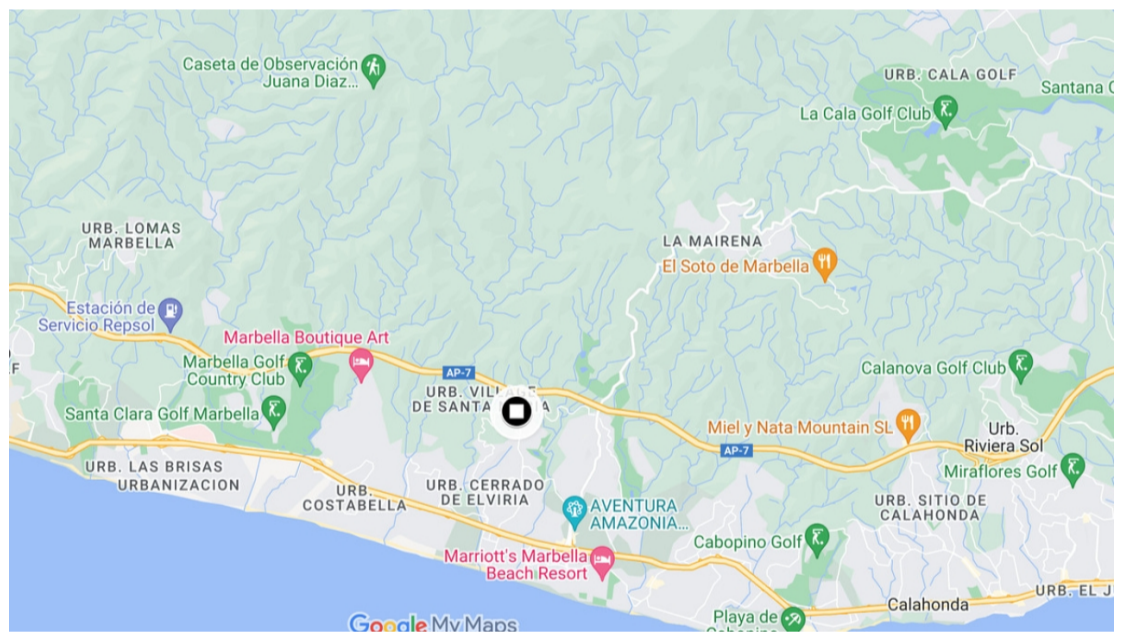 Caseta de Observación
Juana Diaz...
URB. CALA GOLF
Santana
La Cala Golf Club
URB. LOMAS
MARBELLA
LA MAIRENA
El Soto de Marbella
Estación de
Servicio Repsol
Marbella Boutique Art
Marbella Golf
Country Club
AP-7
Calanova Golf Club
URB.
DE
Santa Clara Golf Marbella
Miel y Nata Mountain SL
AP-7
Urb.
Riviera Sol
Miraflores Golf
URB. LAS BRISAS
URBANIZACION
URB.
COSTABELLA
URB. CERRADO
DE ELVIRIA
URB. SITIO DE
CALAHONDA
AVENTURA
AMAZONIA...
Cabopino Golf
Marriott's Marbella
Beach Resort
URB. EL
Calahonda
Playa de
Google My Maps